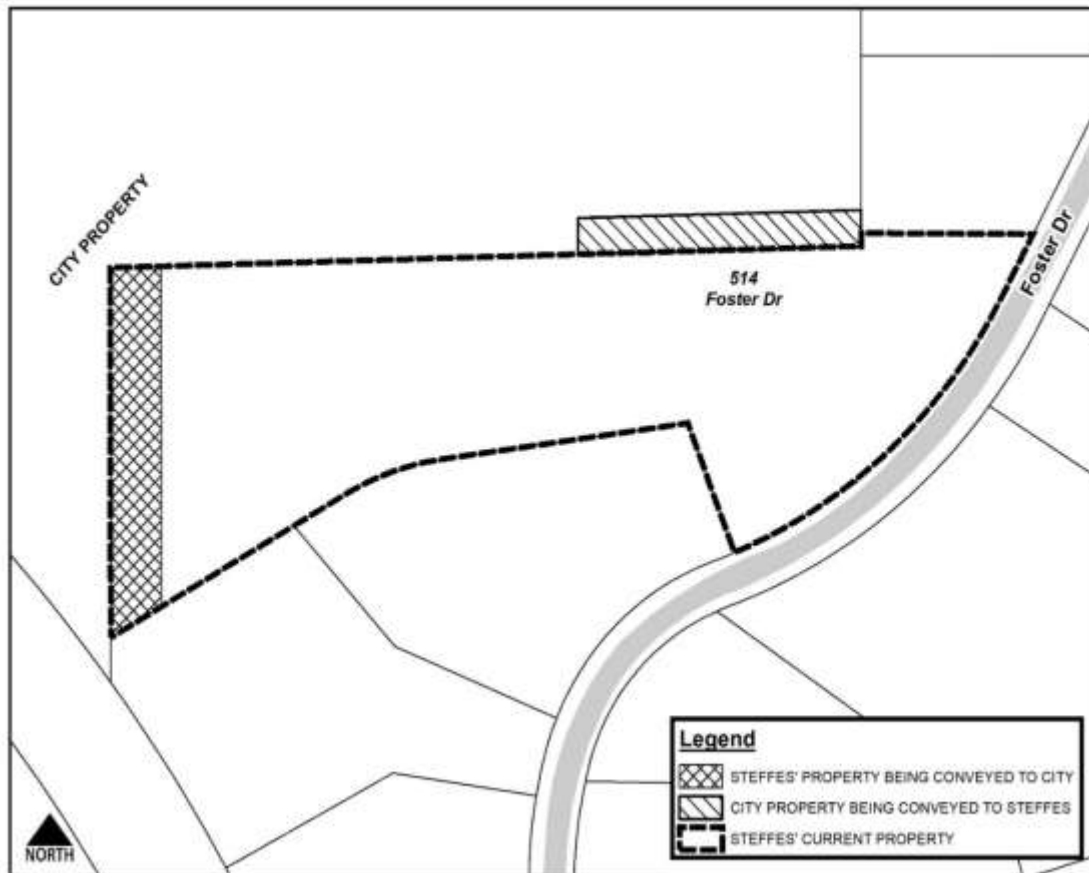 CITY PROPERTY
514
Foster Dr
Foster Dr
Legend
STEFFES' PROPERTY BEING CONVEYED TO CITY
CITY PROPERTY BEING CONVEYED TO STEFFES
STEFFES' CURRENT PROPERTY
NORTH